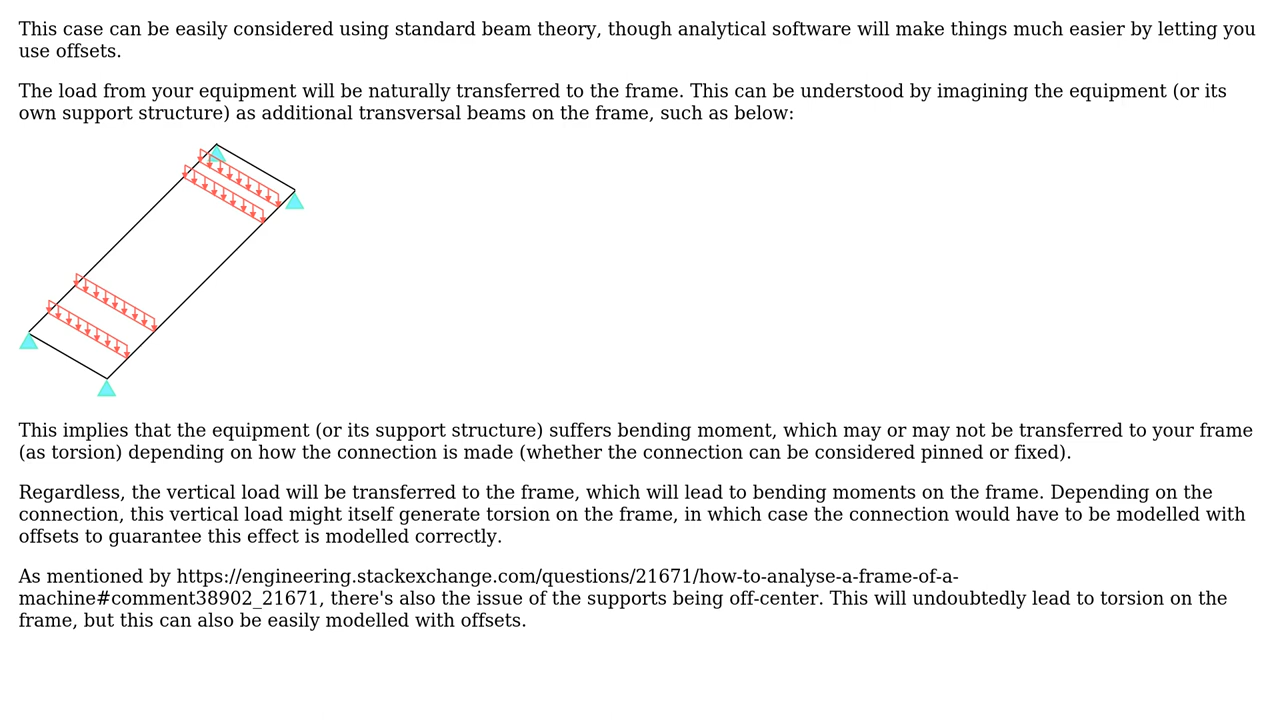 This case can be easily considered using standard beam theory, though analytical software will make things much easier by letting you
use offsets.
The load from your equipment will be naturally transferred to the frame. This can be understood by imagining the equipment (or its
own support structure) as additional transversal beams on the frame, such as below:
This implies that the equipment (or its support structure) suffers bending moment, which may or may not be transferred to your frame
(as torsion) depending on how the connection is made (whether the connection can be considered pinned or fixed).
Regardless, the vertical load will be transferred to the frame, which will lead to bending moments on the frame. Depending on the
connection, this vertical load might itself generate torsion on the frame, in which case the connection would have to be modelled with
offsets to guarantee this effect is modelled correctly.
As mentioned by https://engineering.stackexchange.com/questions/21671/how-to-analyse-a-frame-of-a-
machine#comment38902_21671, there's also the issue of the supports being off-center. This will undoubtedly lead to torsion on the
frame, but this can also be easily modelled with offsets.